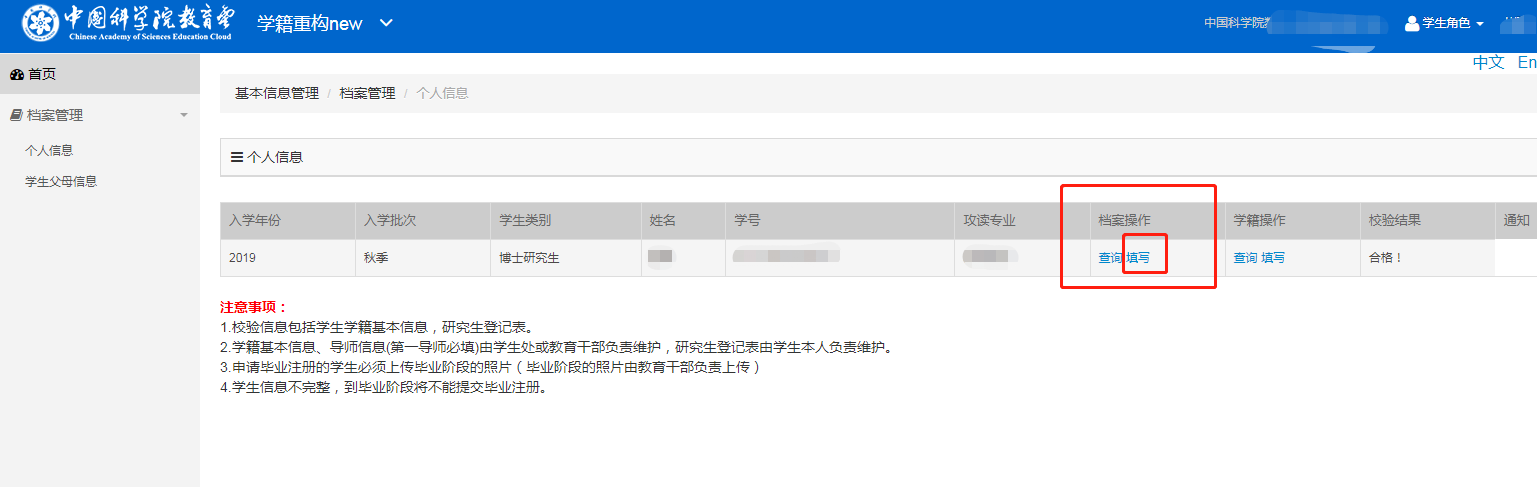 中国科学院教育云 学籍重构new 中国科学院 学生角色
Chinese Academy of Sciences Education Cloud
中文 En
首页
基本信息管理 / 档案管理 / 个人信息
档案管理
个人信息
学生父母信息
个人信息
入学年份 入学批次 学生类别 姓名 学号 攻读专业 档案操作 学籍操作 校验结果 通知
2019 秋季 博士研究生 查询 填写 查询 填写 合格！
注意事项：
1.校验信息包括学生学籍基本信息，研究生登记表。
2.学籍基本信息、导师信息(第一导师必填)由学生处或教育干部负责维护，研究生登记表由学生本人负责维护。
3.申请毕业注册的学生必须上传毕业阶段的照片（毕业阶段的照片由教育干部负责上传）
4.学生信息不完整，到毕业阶段将不能提交毕业注册。